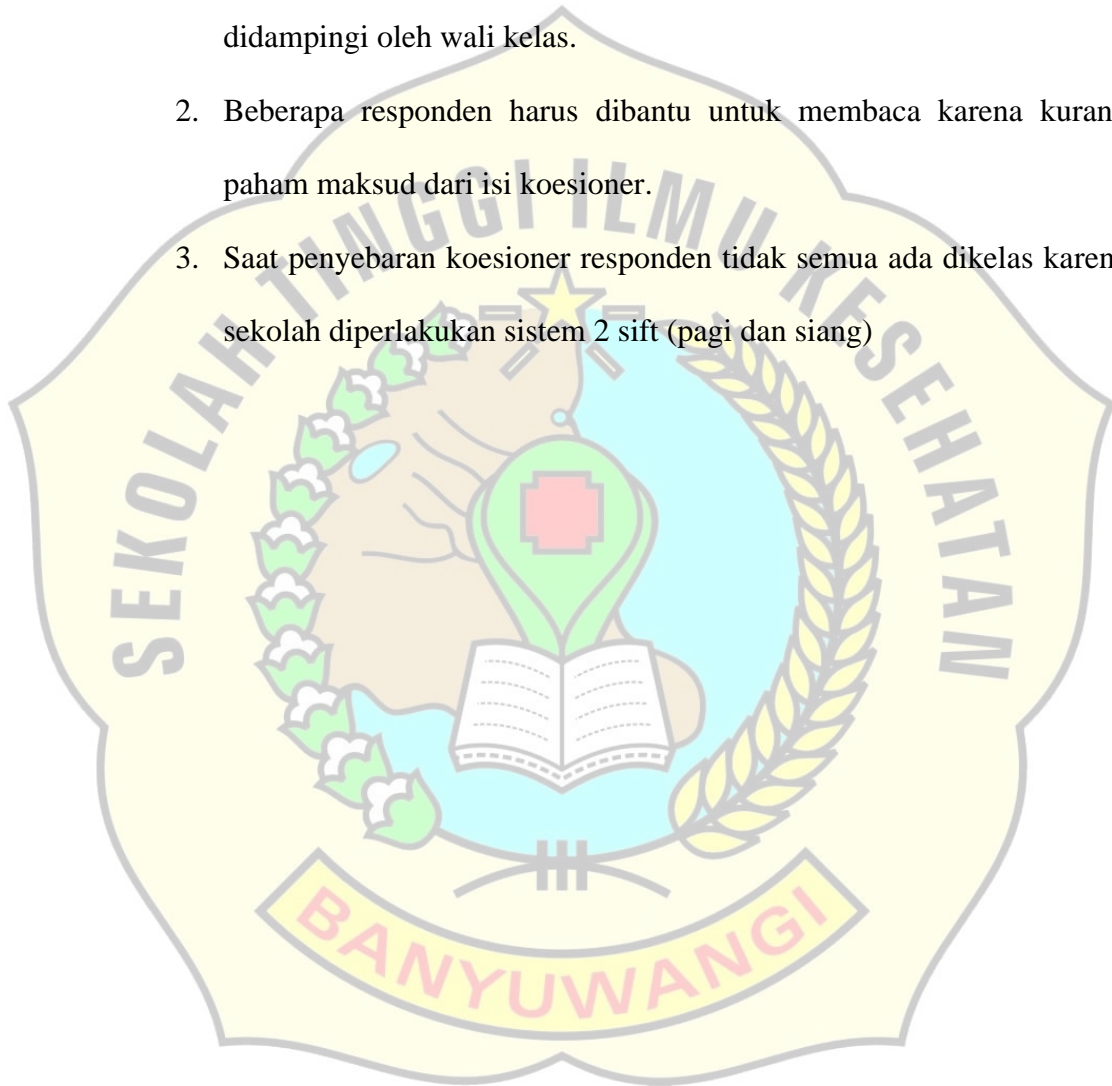 didampingi oleh wali kelas.
2. Beberapa responden harus dibantu untuk membaca karena kuran
paham maksud dari isi koesioner.
3. Saat penyebaran koesioner responden tidak semua ada dikelas karen
sekolah diperlakukan sistem 2 sift (pagi dan siang)
SEKOLAH TINGGI ILMU KESEHATAN
BANYUWANGI